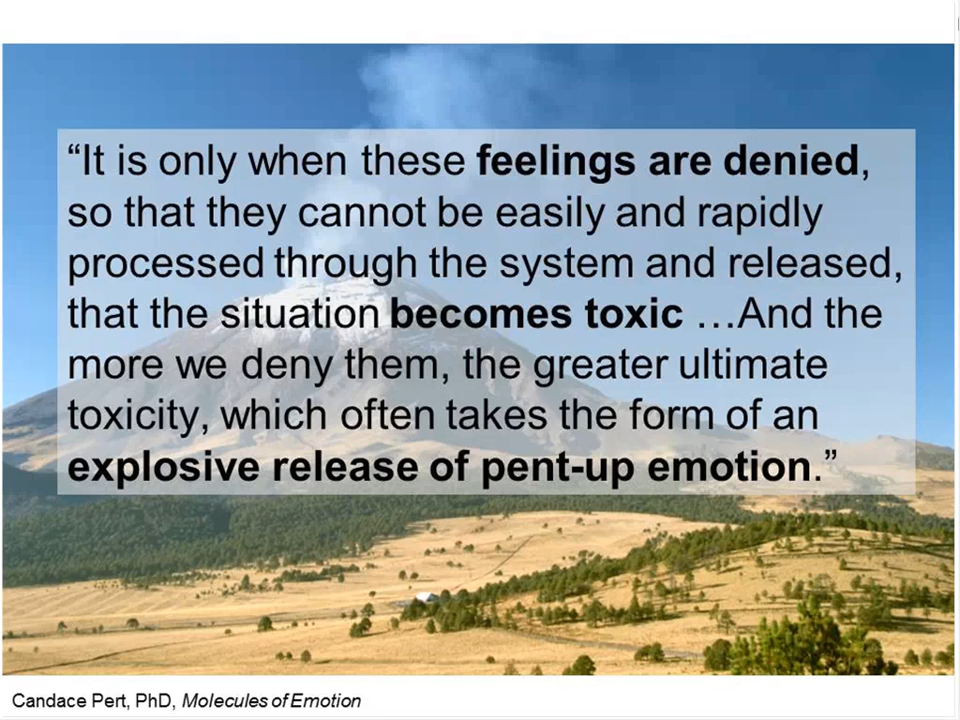 “It is only when these feelings are denied,
so that they cannot be easily and rapidly
processed through the system and released,
that the situation becomes toxic …And the
more we deny them, the greater ultimate
toxicity, which often takes the form of an
explosive release of pent-up emotion.”
Candace Pert, PhD, Molecules of Emotion